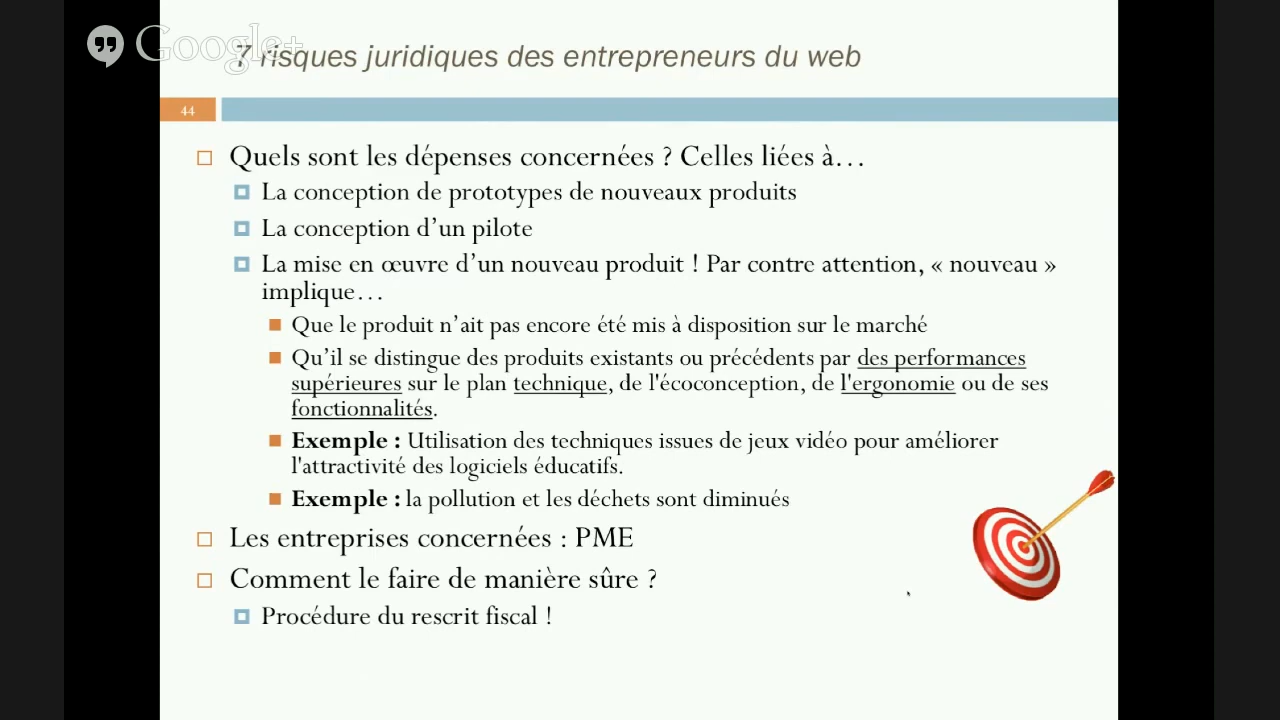 Google+
7 risques juridiques des entrepreneurs du web
44
Quels sont les dépenses concernées ? Celles liées à…
La conception de prototypes de nouveaux produits
La conception d’un pilote
La mise en œuvre d’un nouveau produit ! Par contre attention, « nouveau »
implique…
Que le produit n’ait pas encore été mis à disposition sur le marché
Qu’il se distingue des produits existants ou précédents par des performances
supérieures sur le plan technique, de l'écoconception, de l'ergonomie ou de ses
fonctionnalités.
Exemple : Utilisation des techniques issues de jeux vidéo pour améliorer
l'attractivité des logiciels éducatifs.
Exemple : la pollution et les déchets sont diminués
Les entreprises concernées : PME
Comment le faire de manière sûre ?
Procédure du rescrit fiscal !